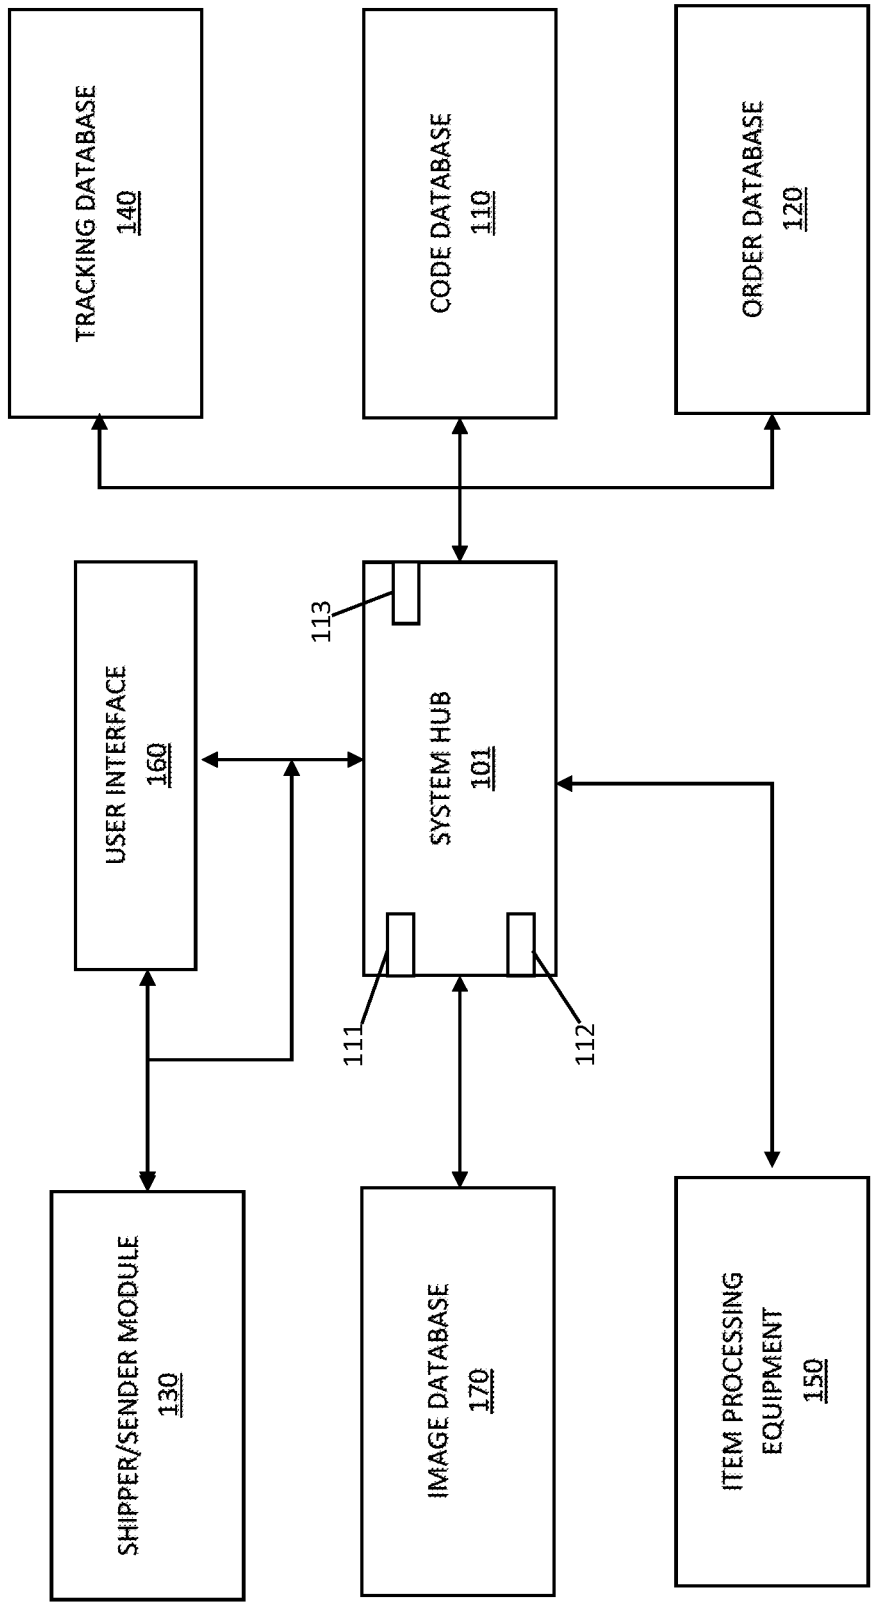 SHIPPER/SENDER MODULE
130
USER INTERFACE
160
TRACKING DATABASE
140
IMAGE DATABASE
170
111
112
SYSTEM HUB
101
113
CODE DATABASE
110
ITEM PROCESSING
EQUIPMENT
150
ORDER DATABASE
120